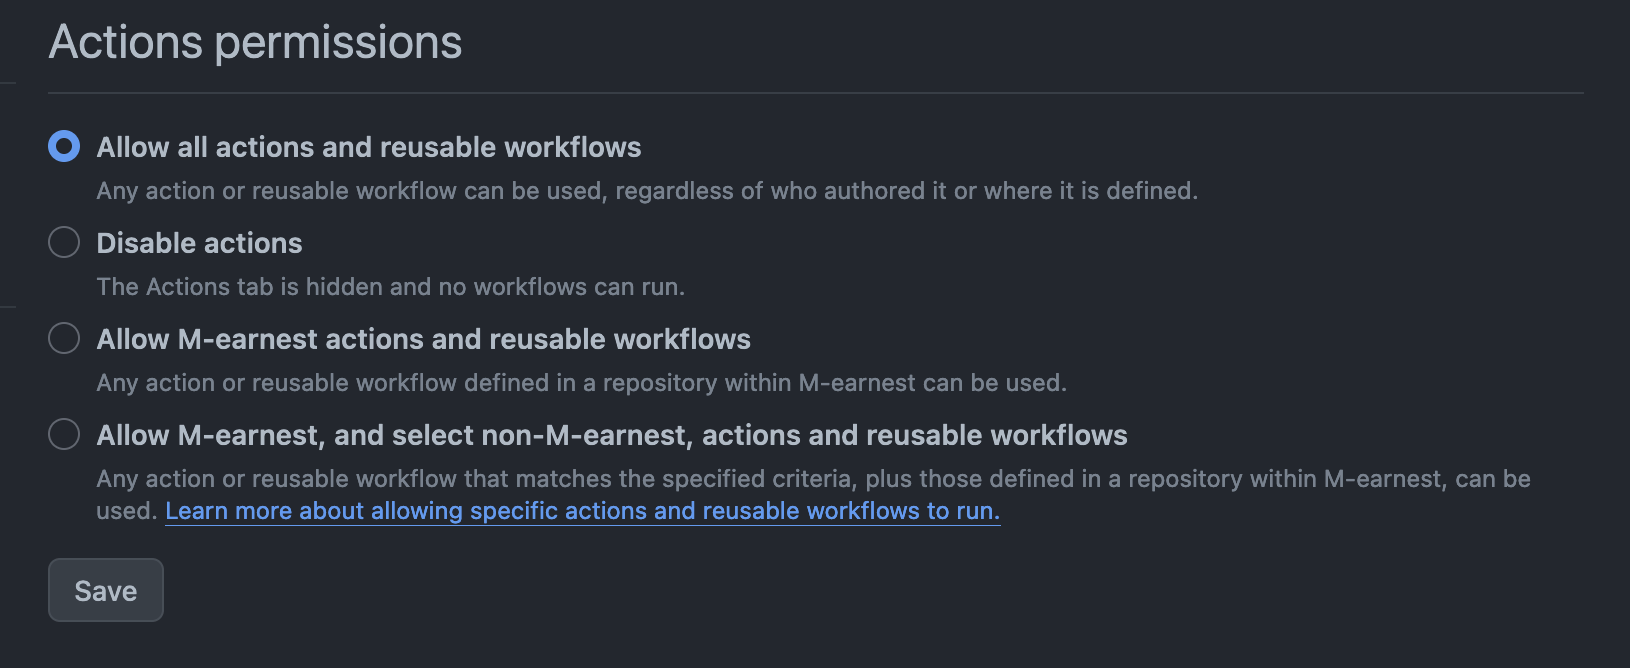 Actions permissions
Allow all actions and reusable workflows
Any action or reusable workflow can be used, regardless of who authored it or where it is defined.
Disable actions
The Actions tab is hidden and no workflows can run.
Allow M-earnest actions and reusable workflows
Any action or reusable workflow defined in a repository within M-earnest can be used.
Allow M-earnest, and select non-M-earnest, actions and reusable workflows
Any action or reusable workflow that matches the specified criteria, plus those defined in a repository within M-earnest, can be
used. Learn more about allowing specific actions and reusable workflows to run.
Save